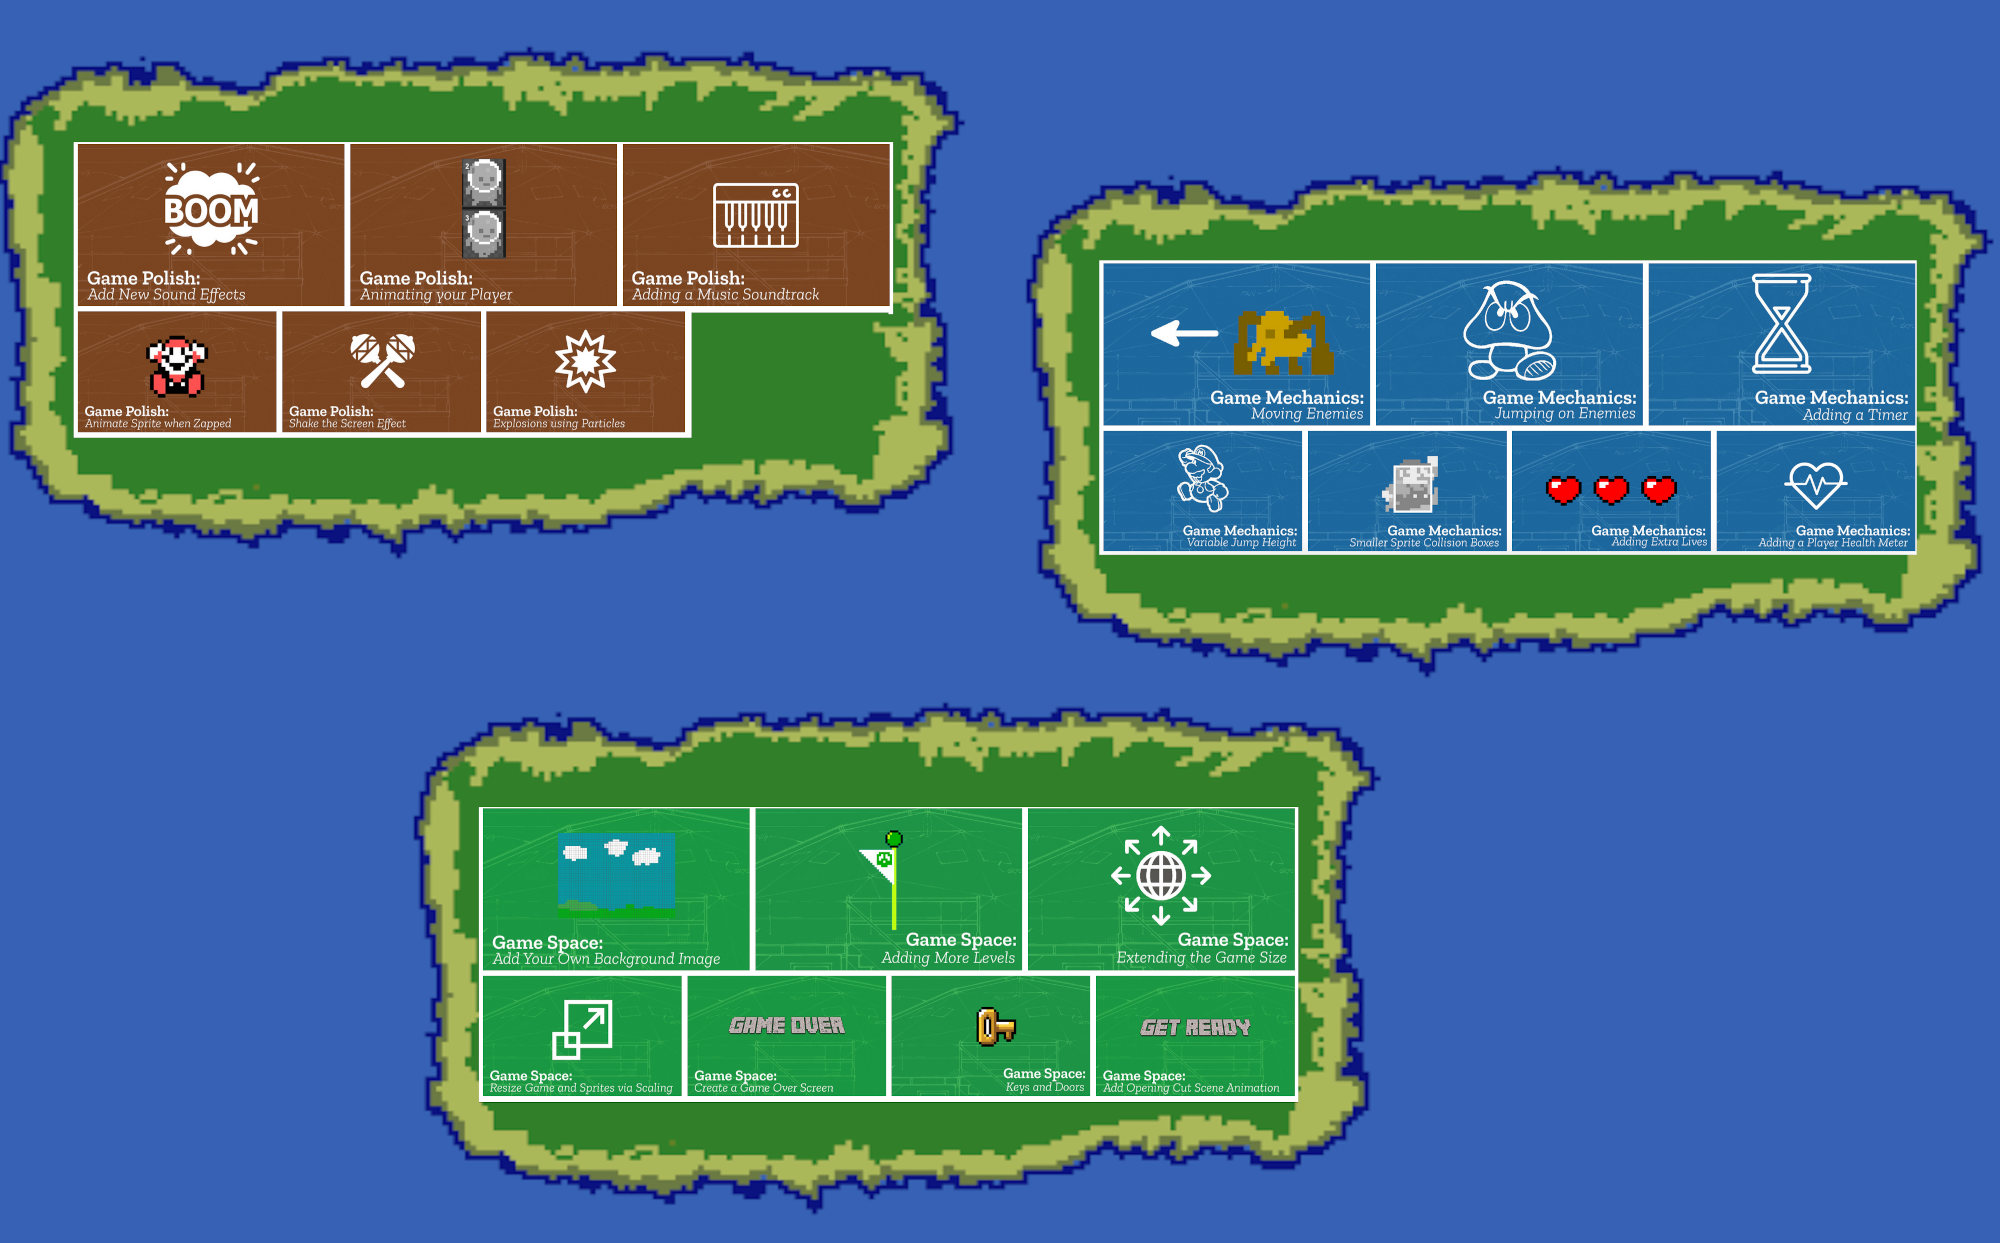 BOOM
Game Polish:
Add New Sound Effects
2
3
Game Polish:
Animating your Player
Game Polish:
Adding a Music Soundtrack
Game Polish:
Animate Sprite when Zapped
Game Polish:
Shake the Screen Effect
Game Polish:
Explosions using Particles
Game Mechanics:
Moving Enemies
Game Mechanics:
Jumping on Enemies
Game Mechanics:
Adding a Timer
M
Game Mechanics:
Variable Jump Height
Game Mechanics:
Smaller Sprite Collision Boxes
Game Mechanics:
Adding Extra Lives
Game Mechanics:
Adding a Player Health Meter
Game Space:
Add Your Own Background Image
Game Space:
Adding More Levels
Game Space:
Extending the Game Size
Game Space:
Resize Game and Sprites via Scaling
GAME OVER
Game Space:
Create a Game Over Screen
Game Space:
Keys and Doors
GET READY
Game Space:
Add Opening Cut Scene Animation